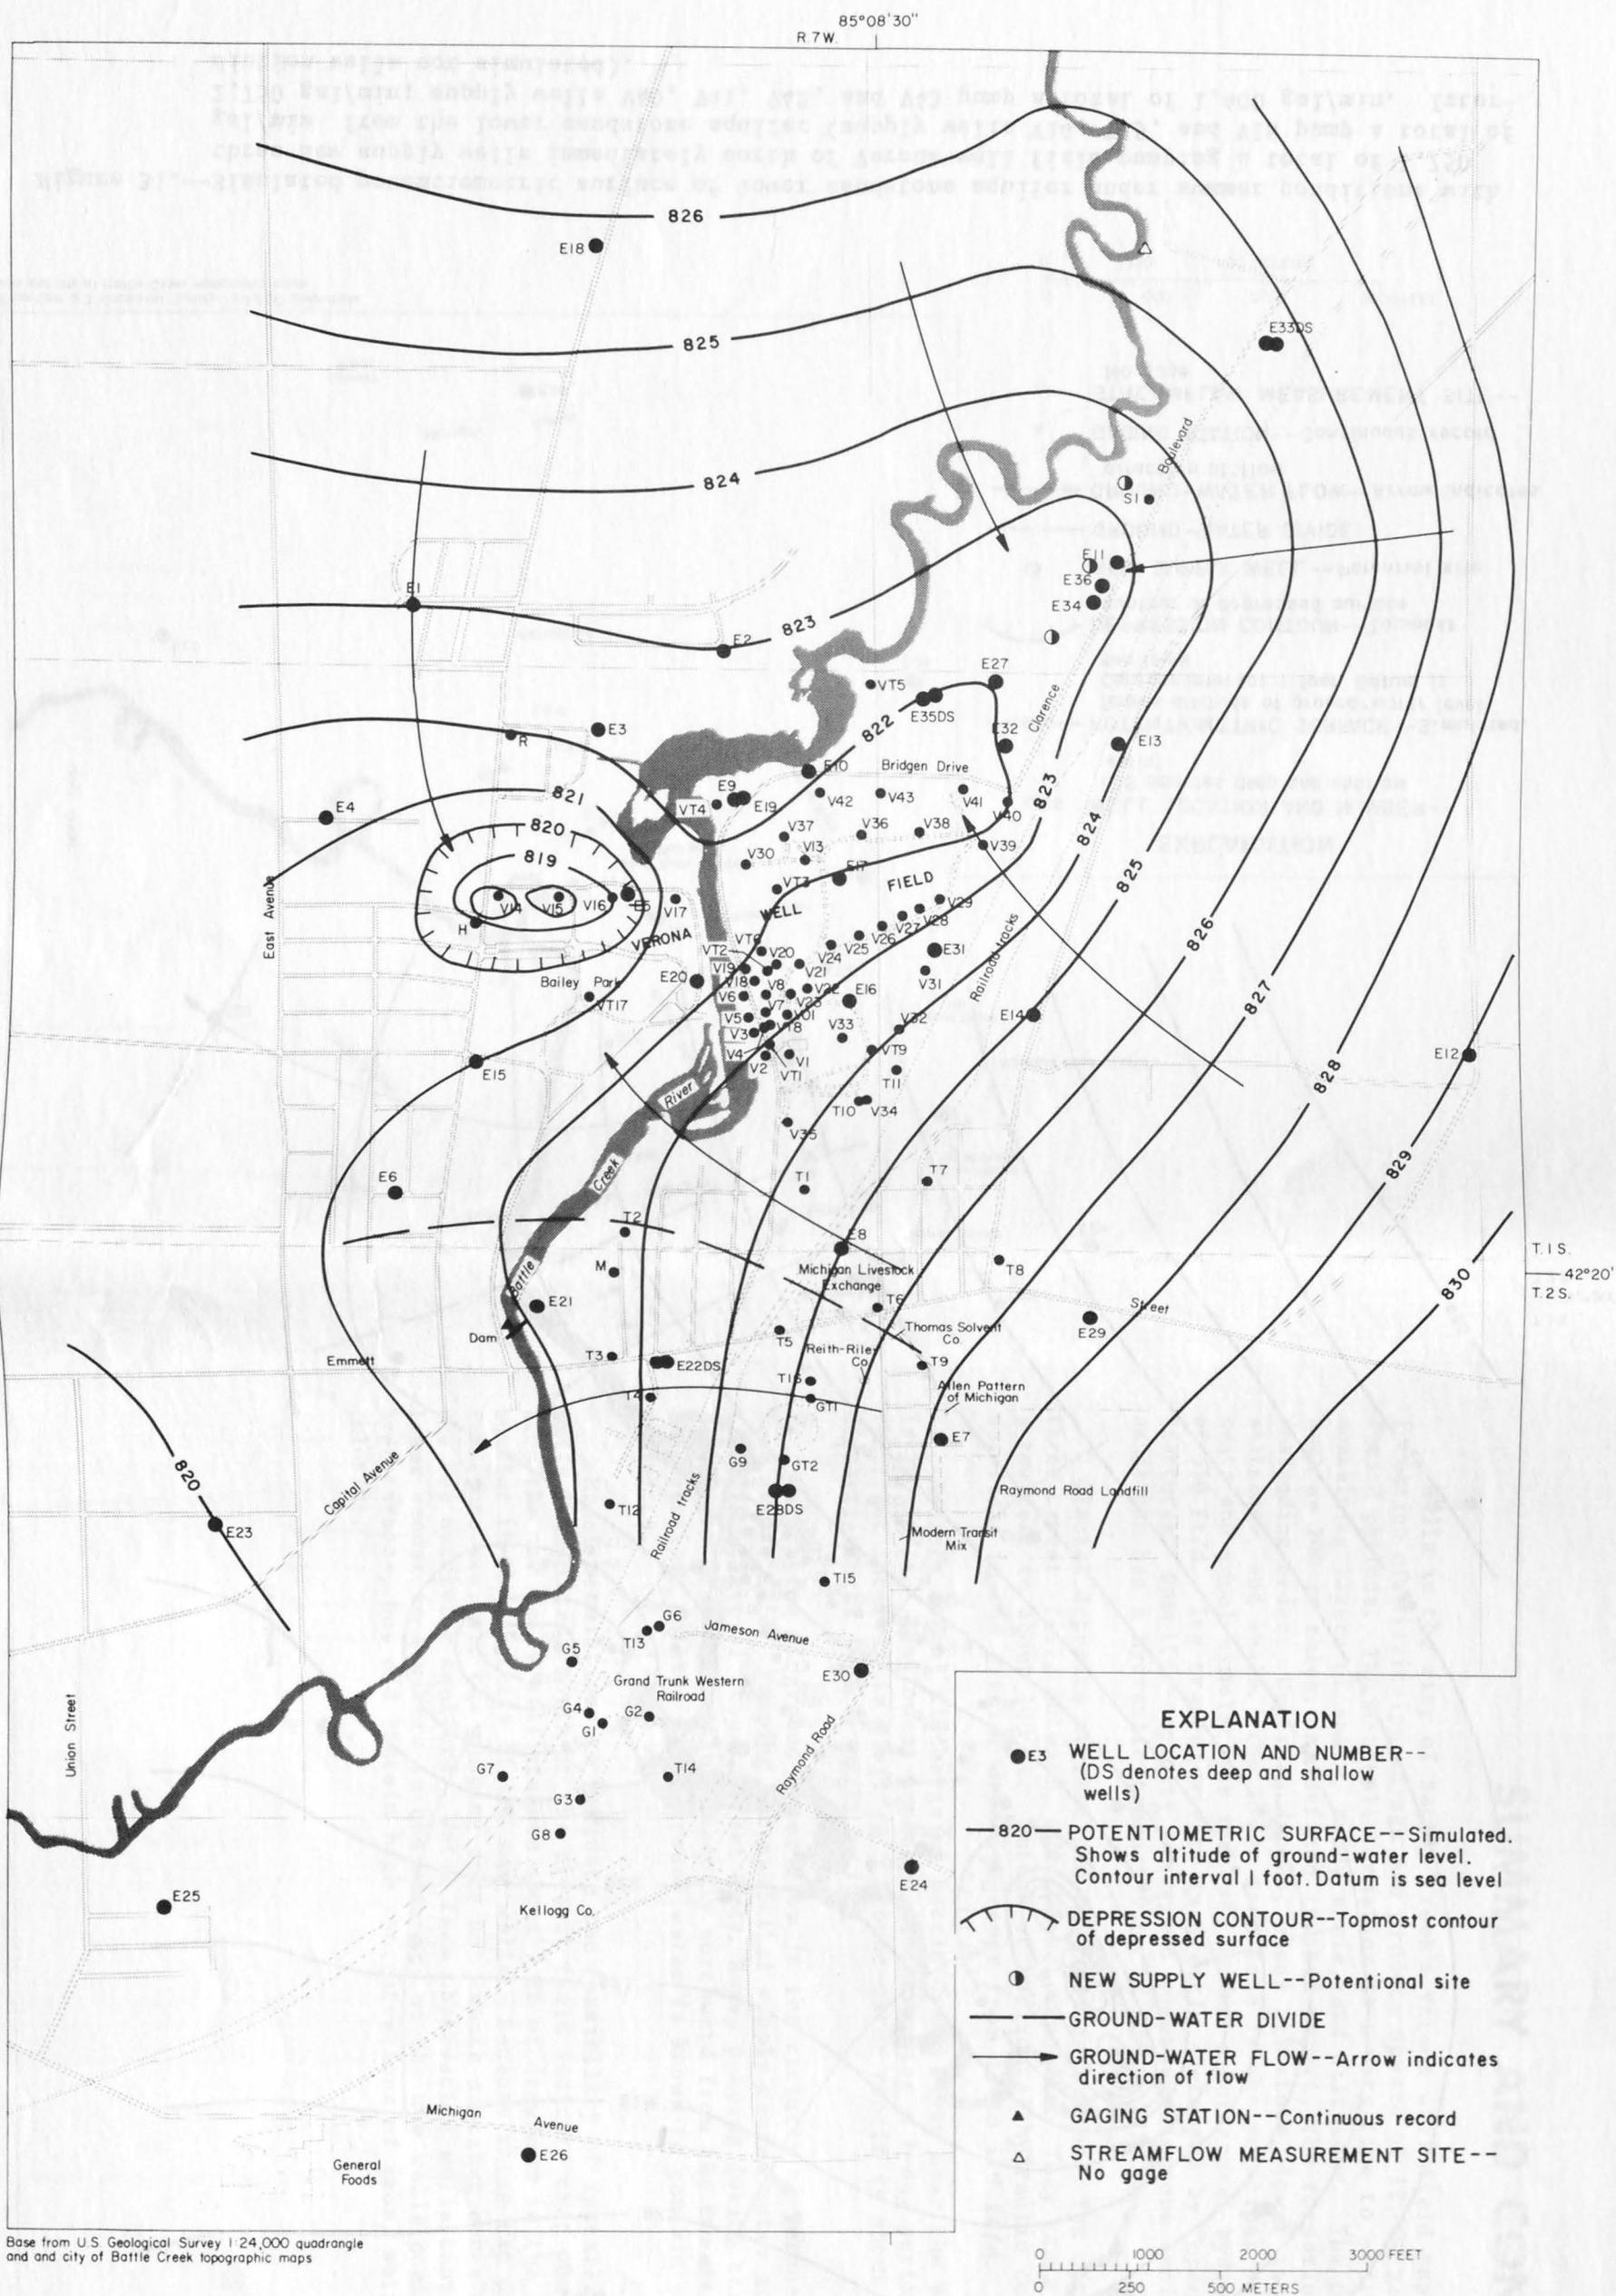 85°08'30"
R.7W.
826
E18
825
E33DS
824
Boulevard
S1
E11
E36
E34
E1
E2
823
E27
VT5
E35DS
822
E32
Clarence
E13
E3
R
E10
Bridgen Drive
E9
E19
VT4
V42
V43
V41
V40
823
821
E4
820
819
V37
V36
V38
V39
824
V30
V13
VT3
E17
825
FIELD
WELL
VERONA
V14
V15
V16
E5
V17
H
V29
V28
V27
V26
V25
V24
East Avenue
826
VT6
VT2
V20
E31
V19
V21
V31
E20
V18
V8
V22
E16
Bailey Park
VT17
V6
V7
V23
V5
V01
V3
VT8
V33
V32
Railroad tracks
E14
827
V4
V2
V1
VT1
VT9
E12
E15
T11
828
River
T10
V34
V35
829
Creek
E6
T1
T7
T2
E8
T.1S.
42°20'
T.2S.
M
Michigan Livestock
Exchange
T8
830
Battle
E21
T6
Street
E29
Dam
T5
Thomas Solvent
Co.
Reith-Riley
Co.
Emmett
T3
E22DS
T9
T16
Allen Pattern
of Michigan
T4
GT1
820
G9
GT2
E7
Capital Avenue
E28DS
Raymond Road Landfill
E23
T12
Railroad tracks
Modern Transit
Mix
T15
G6
T13
Jameson Avenue
G5
E30
Grand Trunk Western
Railroad
Union Street
G4
G1
G2
Raymond Road
G7
T14
G3
G8
E24
E25
Kellogg Co.
Michigan Avenue
E26
General
Foods
EXPLANATION
E3 WELL LOCATION AND NUMBER--
(DS denotes deep and shallow
wells)
820 POTENTIOMETRIC SURFACE--Simulated.
Shows altitude of ground-water level.
Contour interval 1 foot. Datum is sea level
DEPRESSION CONTOUR--Topmost contour
of depressed surface
NEW SUPPLY WELL--Potentional site
GROUND-WATER DIVIDE
GROUND-WATER FLOW--Arrow indicates
direction of flow
GAGING STATION--Continuous record
STREAMFLOW MEASUREMENT SITE--
No gage
Base from U.S. Geological Survey 1:24,000 quadrangle
and and city of Battle Creek topographic maps
0 1000 2000 3000 FEET
0 250 500 METERS